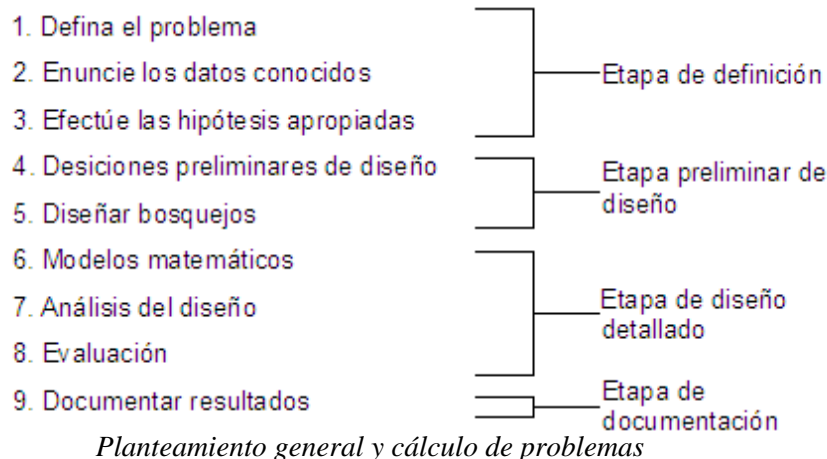 1. Defina el problema
2. Enuncie los datos conocidos
3. Efectúe las hipótesis apropiadas
Etapa de definición
4. Desiciones preliminares de diseño
5. Diseñar bosquejos
Etapa preliminar de
diseño
6. Modelos matemáticos
7. Análisis del diseño
8. Evaluación
Etapa de diseño
detallado
9. Documentar resultados
Etapa de
documentación
Planteamiento general y cálculo de problemas